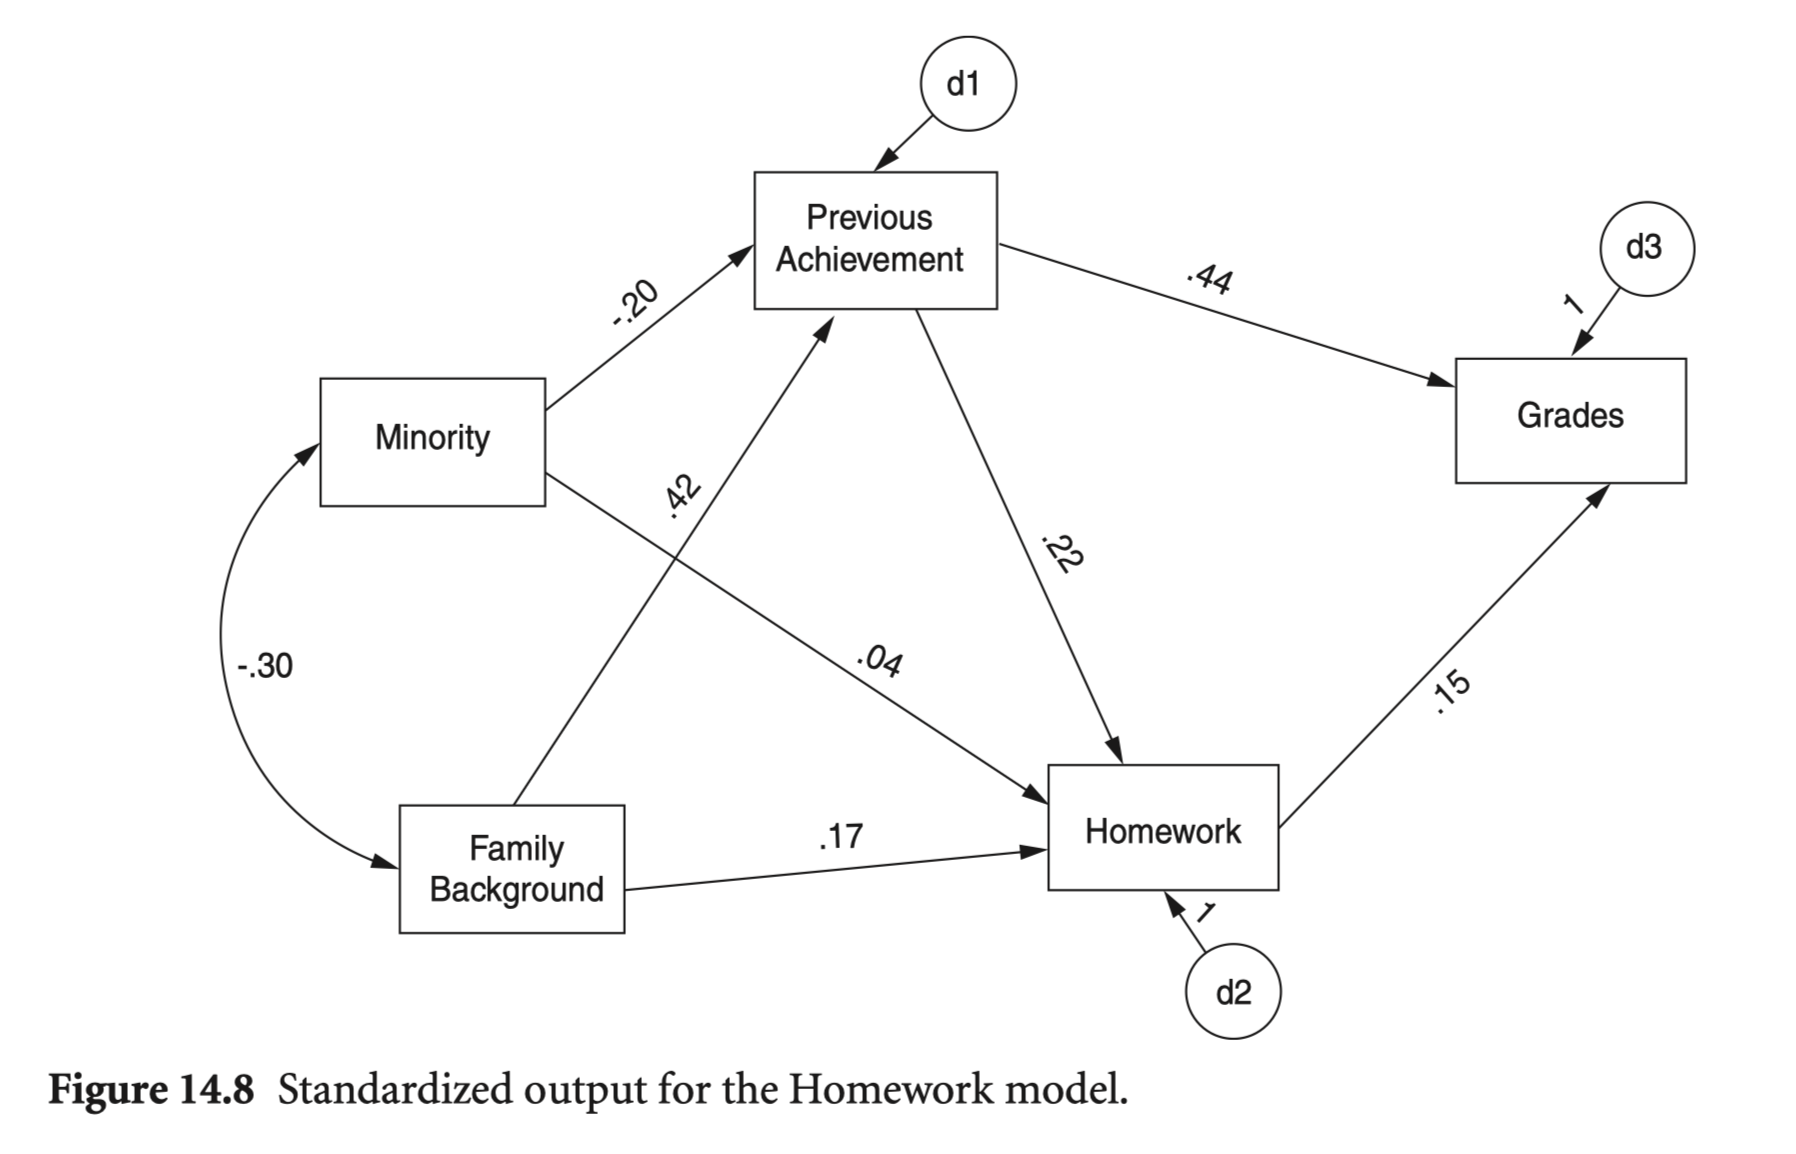 d1
Previous
Achievement
d3
.44
1
-.20
Grades
Minority
.42
.22
.04
-.30
.15
.17
Family
Background
Homework
1
d2
Figure 14.8 Standardized output for the Homework model.